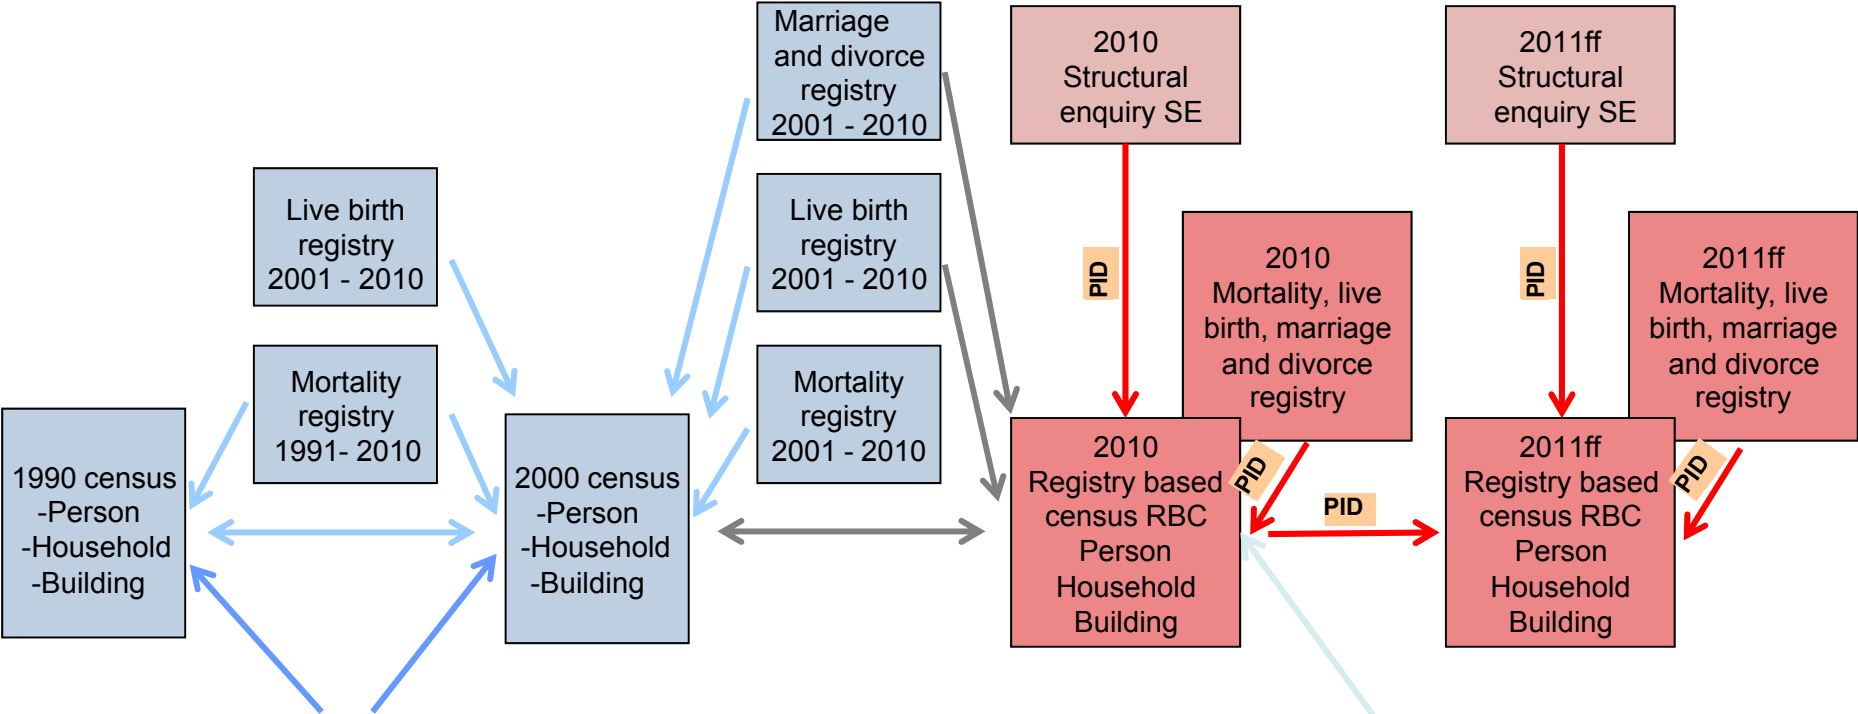 Marriage
and divorce
registry
2001 - 2010
2010
Structural
enquiry SE
2011ff
Structural
enquiry SE
Live birth
registry
2001 - 2010
Live birth
registry
2001 - 2010
PID
2010
Mortality, live
birth, marriage
and divorce
registry
PID
2011ff
Mortality, live
birth, marriage
and divorce
registry
Mortality
registry
1991- 2010
Mortality
registry
2001 - 2010
1990 census
-Person
-Household
-Building
2000 census
-Person
-Household
-Building
2010
Registry based
census RBC
Person
Household
Building
PID
PID
2011ff
Registry based
census RBC
Person
Household
Building
PID